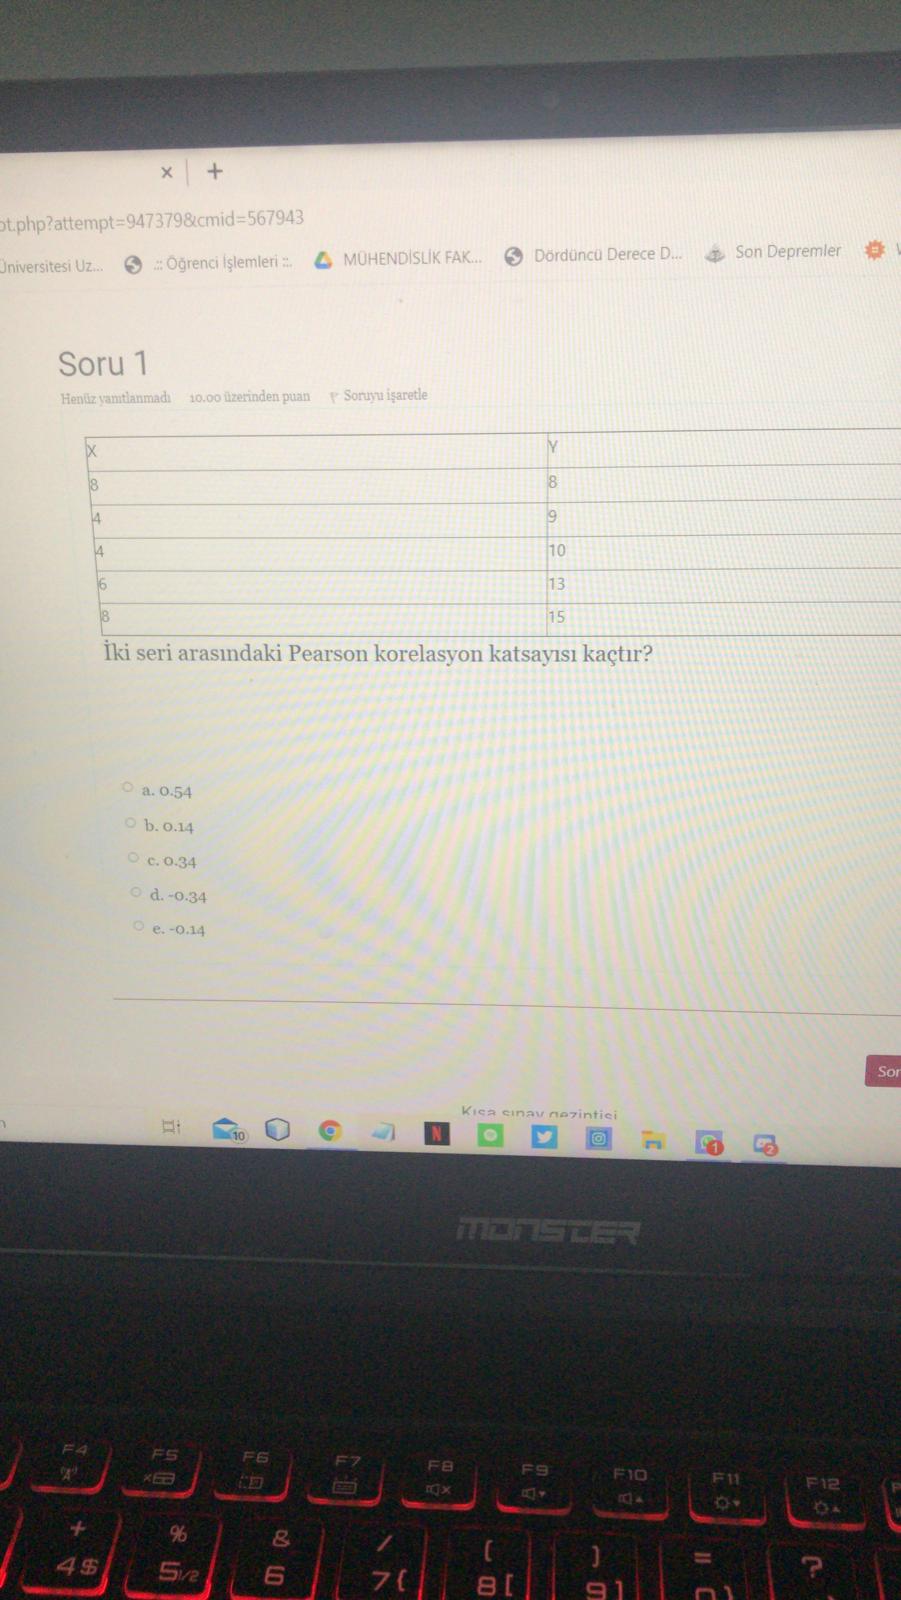 × +
pt.php?attempt=947379&cmid=567943
Üniversitesi Uz... .:: Öğrenci İşlemleri ::. MÜHENDİSLİK FAK... Dördüncü Derece D... Son Depremler
Soru 1
Henüz yanıtlanmadı 10.00 üzerinden puan Soruyu işaretle
X Y
8 8
4 9
4 10
6 13
8 15
İki seri arasındaki Pearson korelasyon katsayısı kaçtır?
a. 0.54
b. 0.14
c. 0.34
d. -0.34
e. -0.14
Sor
Kısa sınav gezintisi
10 N 1 2
MONSTER
F4 F5 F6 F7 F8 F9 F10 F11 F12
+ % & / ( ) = ?
4$ 5½ 6 7{ 8[ 9]